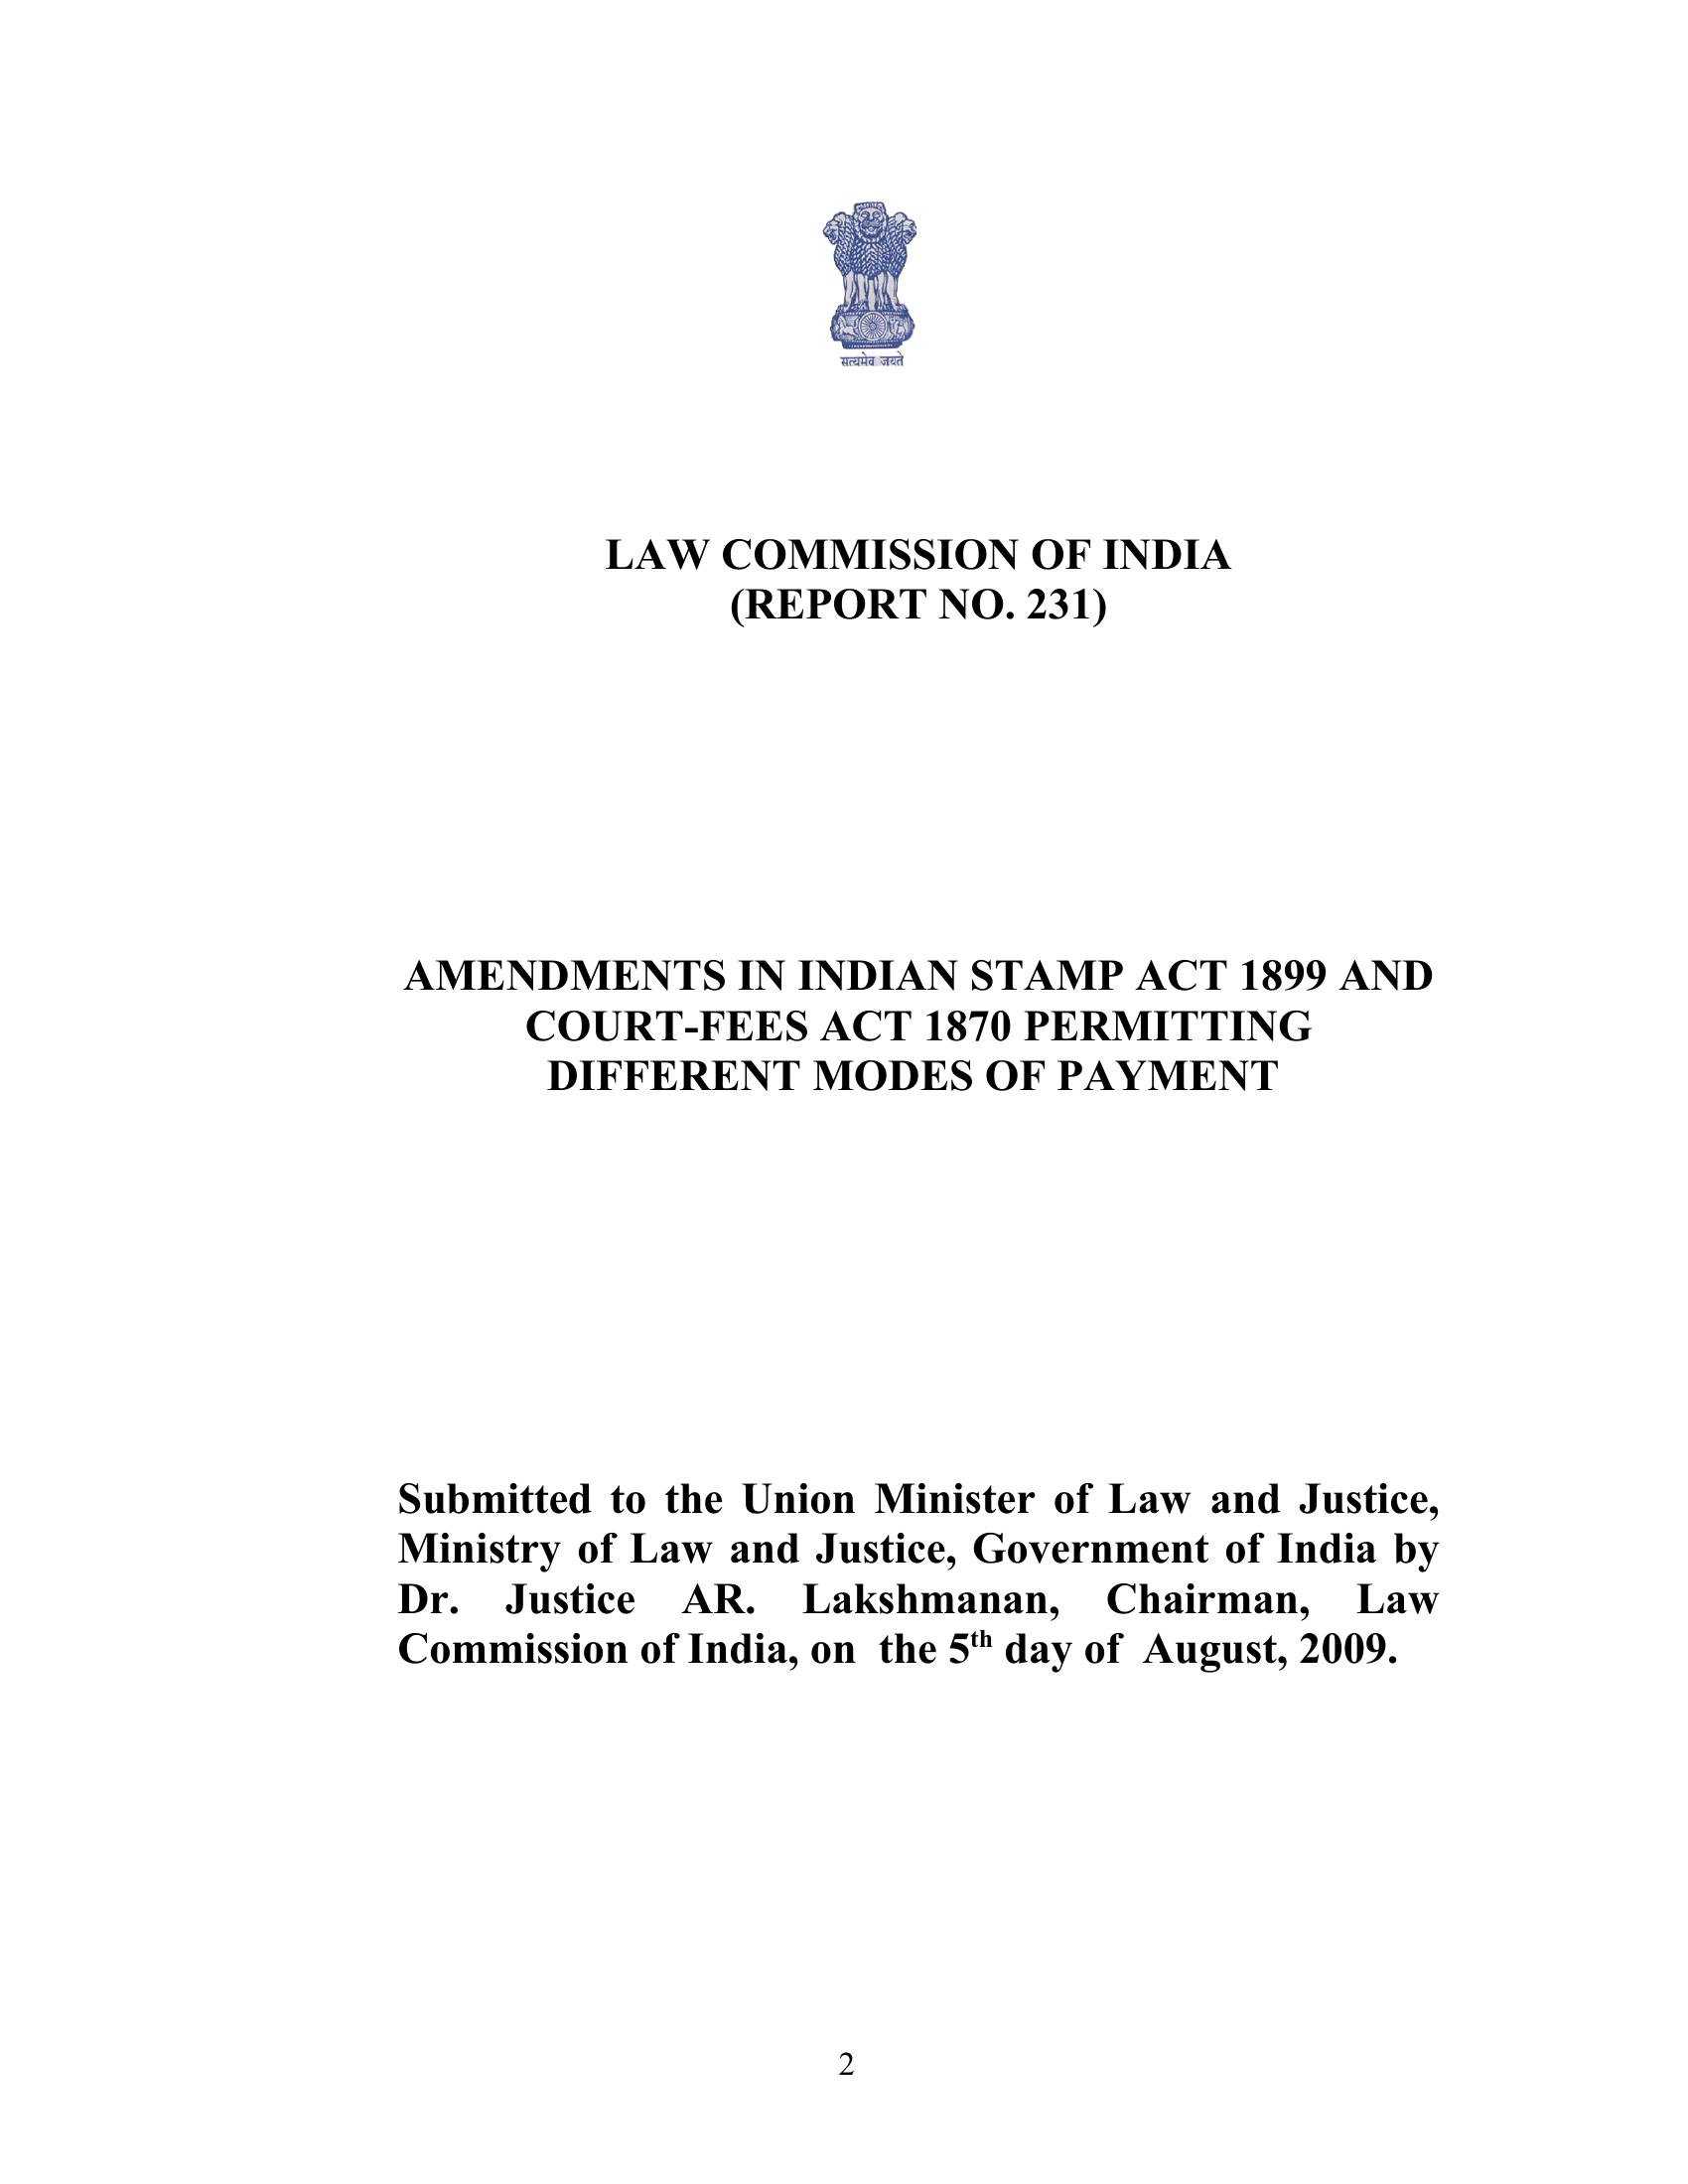 सत्यमेव जयते
LAW COMMISSION OF INDIA
(REPORT NO. 231)
AMENDMENTS IN INDIAN STAMP ACT 1899 AND
COURT-FEES ACT 1870 PERMITTING
DIFFERENT MODES OF PAYMENT
Submitted to the Union Minister of Law and Justice,
Ministry of Law and Justice, Government of India by
Dr. Justice AR. Lakshmanan, Chairman, Law
Commission of India, on the 5th day of August, 2009.
2